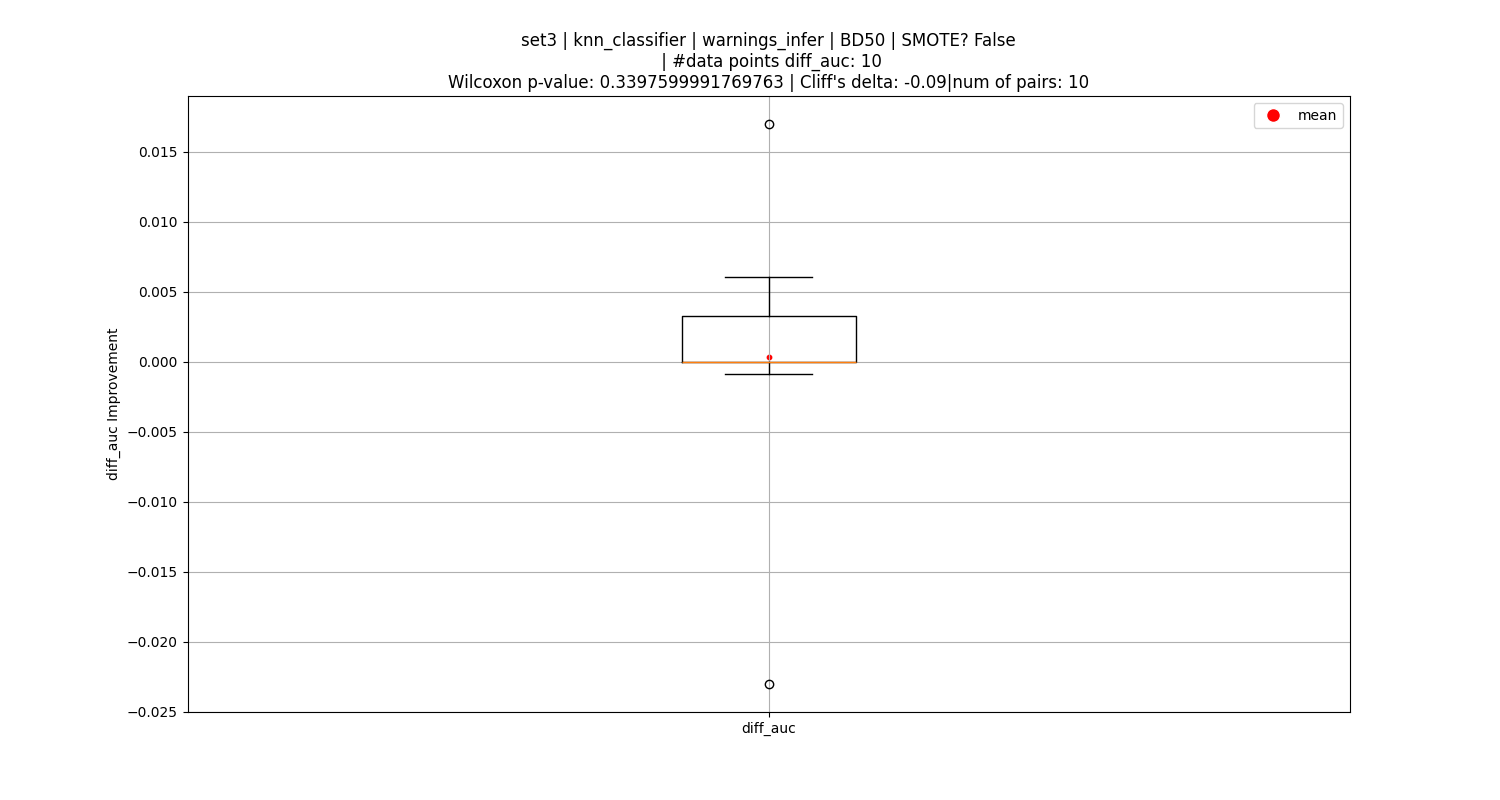 set3 | knn_classifier | warnings_infer | BD50 | SMOTE? False
| #data points diff_auc: 10
Wilcoxon p-value: 0.3397599991769763 | Cliff's delta: -0.09|num of pairs: 10
mean
0.015
0.010
0.005
0.000
−0.005
−0.010
−0.015
−0.020
−0.025
diff_auc Improvement
diff_auc